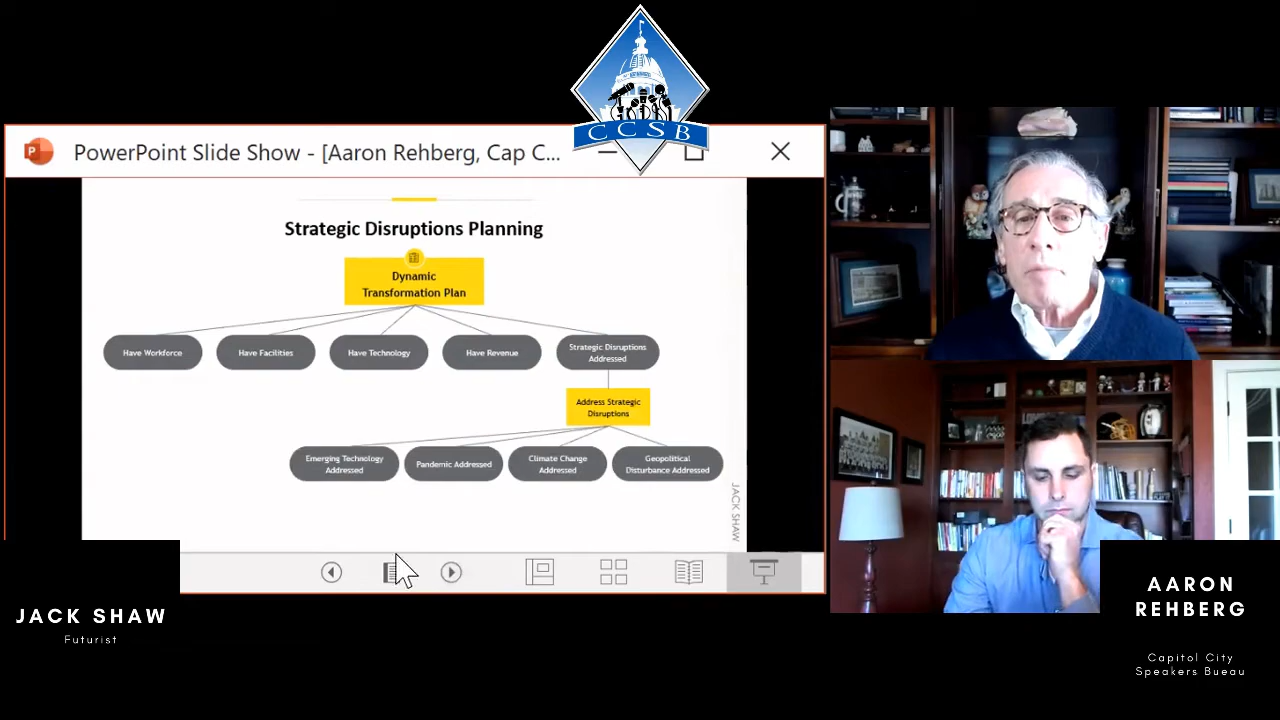 CCSB
PowerPoint Slide Show - [Aaron Rehberg, Cap C...
Strategic Disruptions Planning
Dynamic
Transformation Plan
Have Workforce
Have Facilities
Have Technology
Have Revenue
Strategic Disruptions
Addressed
Address Strategic
Disruptions
Emerging Technology
Addressed
Pandemic Addressed
Climate Change
Addressed
Geopolitical
Disturbance Addressed
JACK SHAW
JACK SHAW
Futurist
AARON
REHBERG
Capitol City
Speakers Bueau